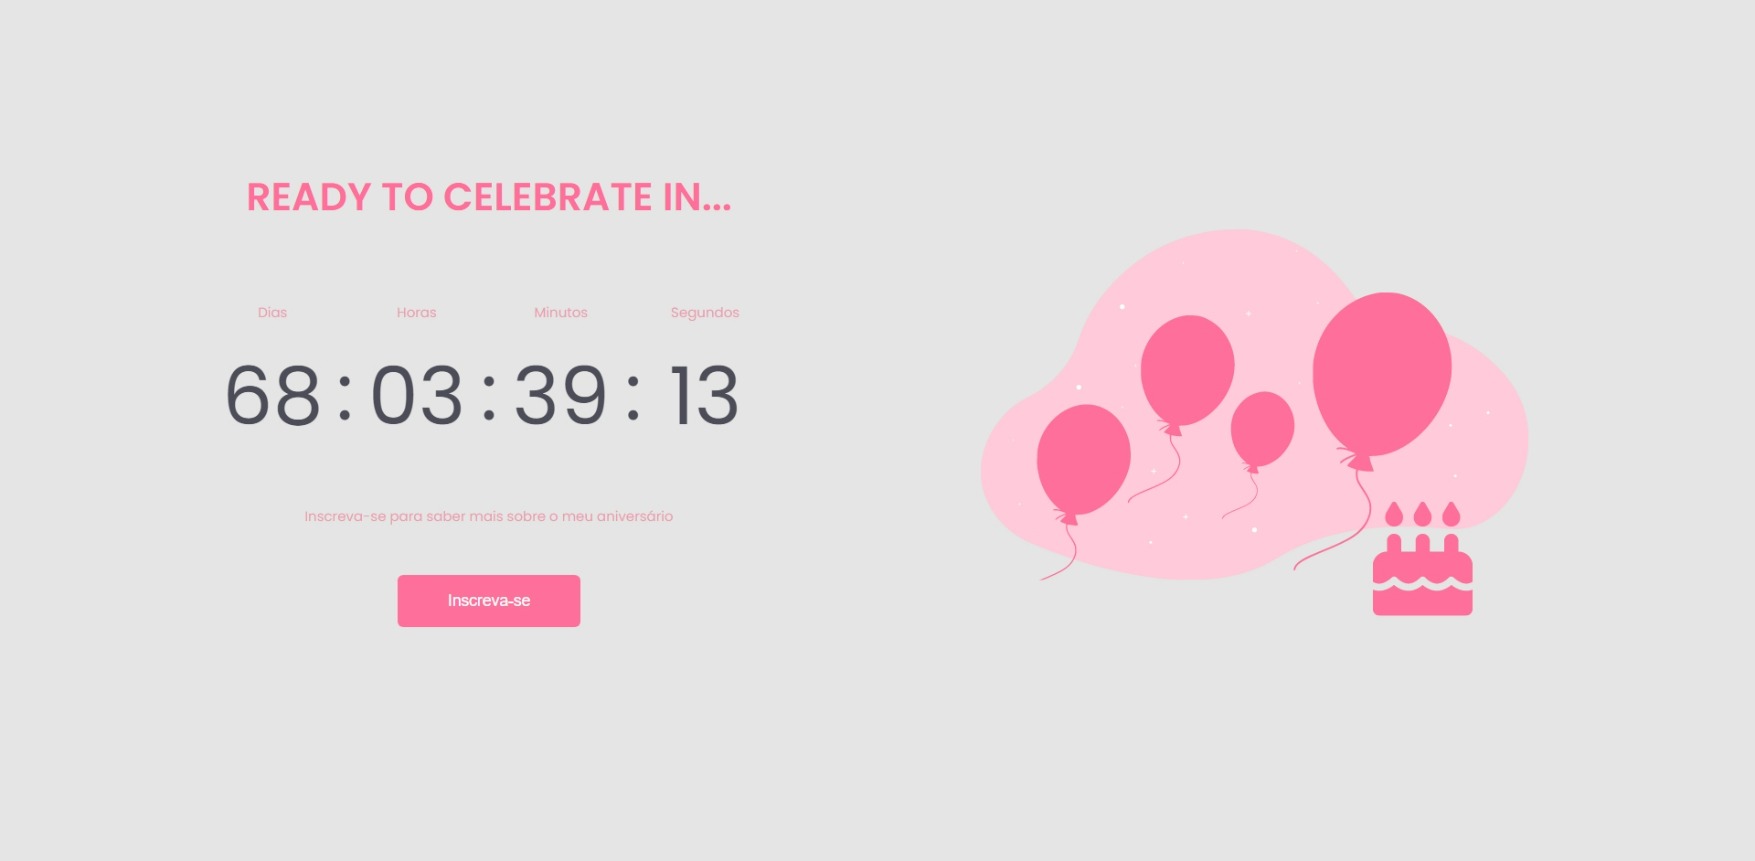 READY TO CELEBRATE IN...
Dias Horas Minutos Segundos
68 : 03 : 39 : 13
Inscreva-se para saber mais sobre o meu aniversário
Inscreva-se